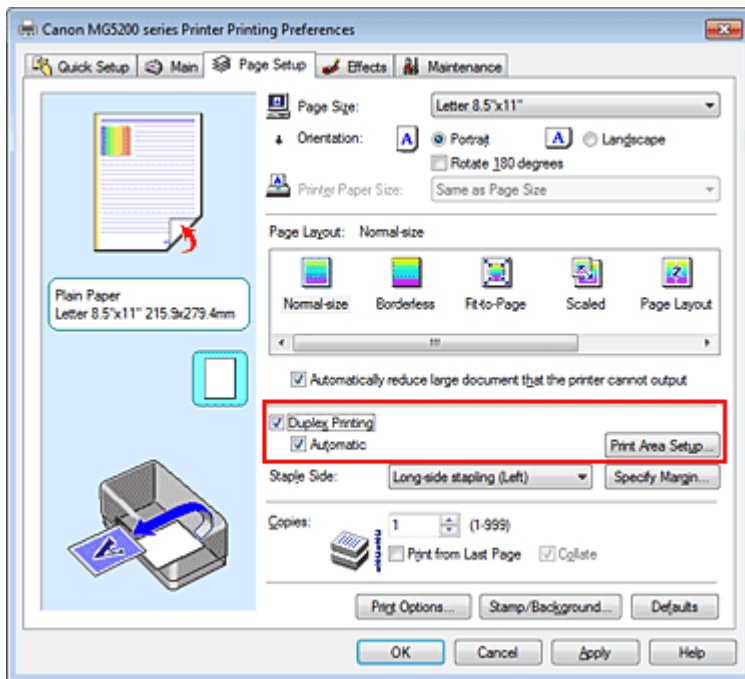 Canon MG5200 series Printer Printing Preferences
Quick Setup Main Page Setup Effects Maintenance
Page Size: Letter 8.5"x11"
Orientation: A Portrait A Landscape
Rotate 180 degrees
Printer Paper Size: Same as Page Size
Page Layout: Normal-size
Normal-size Borderless Fit-to-Page Scaled Page Layout
Plain Paper
Letter 8.5"x11" 215.9x279.4mm
Automatically reduce large document that the printer cannot output
Duplex Printing
Automatic Print Area Setup...
Staple Side: Long-side stapling (Left) Specify Margin...
Copies: 1 (1-999)
Print from Last Page Collate
Print Options... Stamp/Background... Defaults
OK Cancel Apply Help